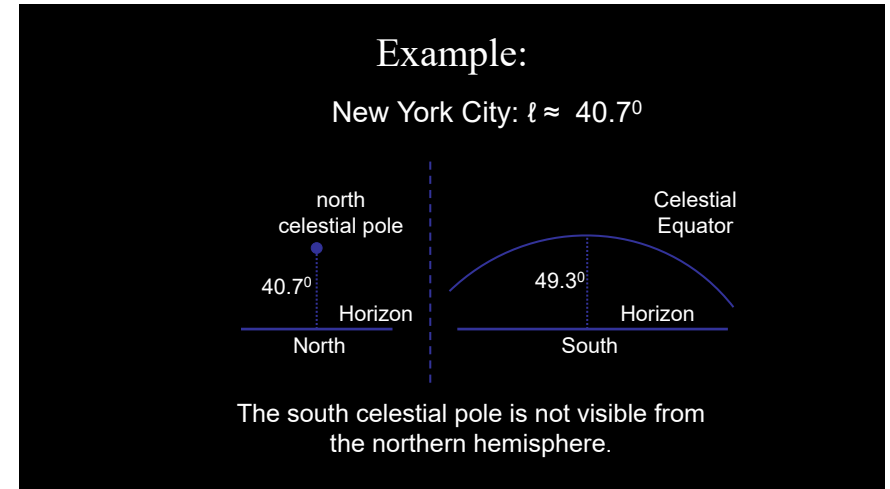 Example:
New York City: ℓ ≈ 40.7⁰
north
celestial pole
40.7⁰
Horizon
North
Celestial
Equator
49.3⁰
Horizon
South
The south celestial pole is not visible from
the northern hemisphere.